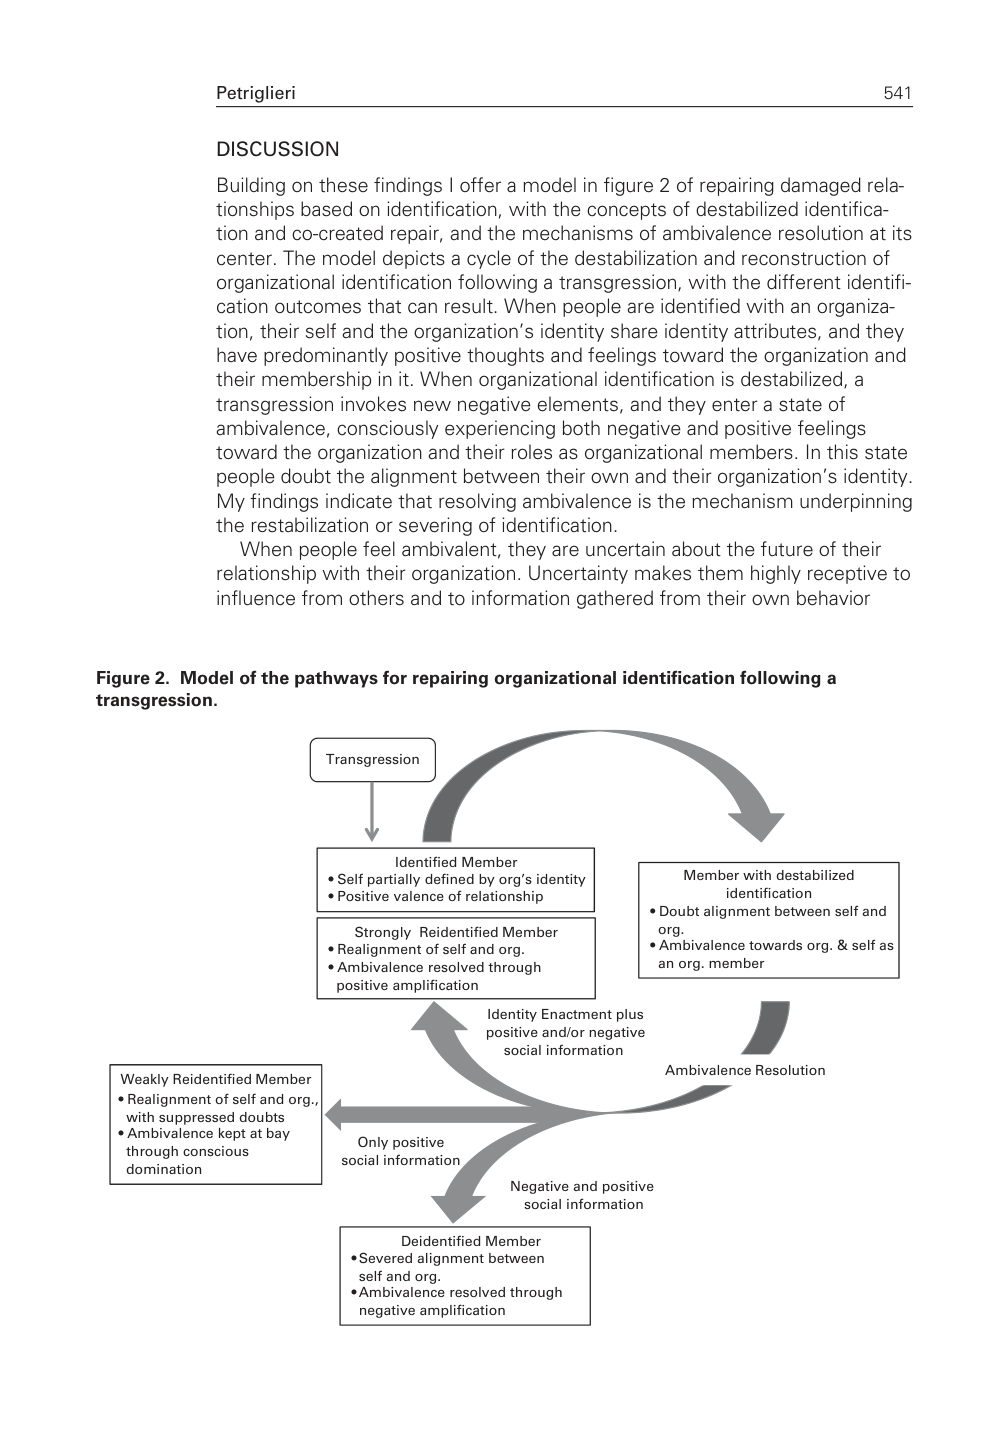 Petriglieri 541
DISCUSSION
Building on these findings I offer a model in figure 2 of repairing damaged rela-
tionships based on identification, with the concepts of destabilized identifica-
tion and co-created repair, and the mechanisms of ambivalence resolution at its
center. The model depicts a cycle of the destabilization and reconstruction of
organizational identification following a transgression, with the different identifi-
cation outcomes that can result. When people are identified with an organiza-
tion, their self and the organization's identity share identity attributes, and they
have predominantly positive thoughts and feelings toward the organization and
their membership in it. When organizational identification is destabilized, a
transgression invokes new negative elements, and they enter a state of
ambivalence, consciously experiencing both negative and positive feelings
toward the organization and their roles as organizational members. In this state
people doubt the alignment between their own and their organization's identity.
My findings indicate that resolving ambivalence is the mechanism underpinning
the restabilization or severing of identification.
When people feel ambivalent, they are uncertain about the future of their
relationship with their organization. Uncertainty makes them highly receptive to
influence from others and to information gathered from their own behavior
Figure 2. Model of the pathways for repairing organizational identification following a
transgression.
Transgression
Identified Member
• Self partially defined by org's identity
• Positive valence of relationship
Strongly Reidentified Member
• Realignment of self and org.
• Ambivalence resolved through
positive amplification
Member with destabilized
identification
• Doubt alignment between self and
org.
• Ambivalence towards org. & self as
an org. member
Identity Enactment plus
positive and/or negative
social information
Ambivalence Resolution
Weakly Reidentified Member
• Realignment of self and org.,
with suppressed doubts
• Ambivalence kept at bay
through conscious
domination
Only positive
social information
Negative and positive
social information
Deidentified Member
• Severed alignment between
self and org.
• Ambivalence resolved through
negative amplification